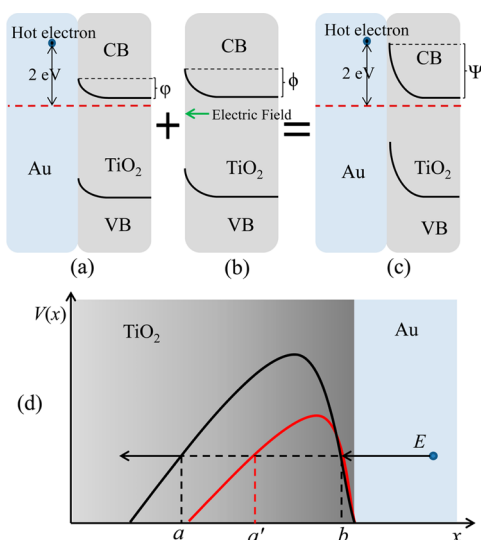 Hot electron
CB
2 eV
φ
Au
TiO2
VB
(a)
+
CB
ϕ
Electric Field
TiO2
VB
(b)
=
Hot electron
CB
2 eV
Ψ
Au
TiO2
VB
(c)
(d)
V(x)
TiO2
Au
E
a
a'
b
x